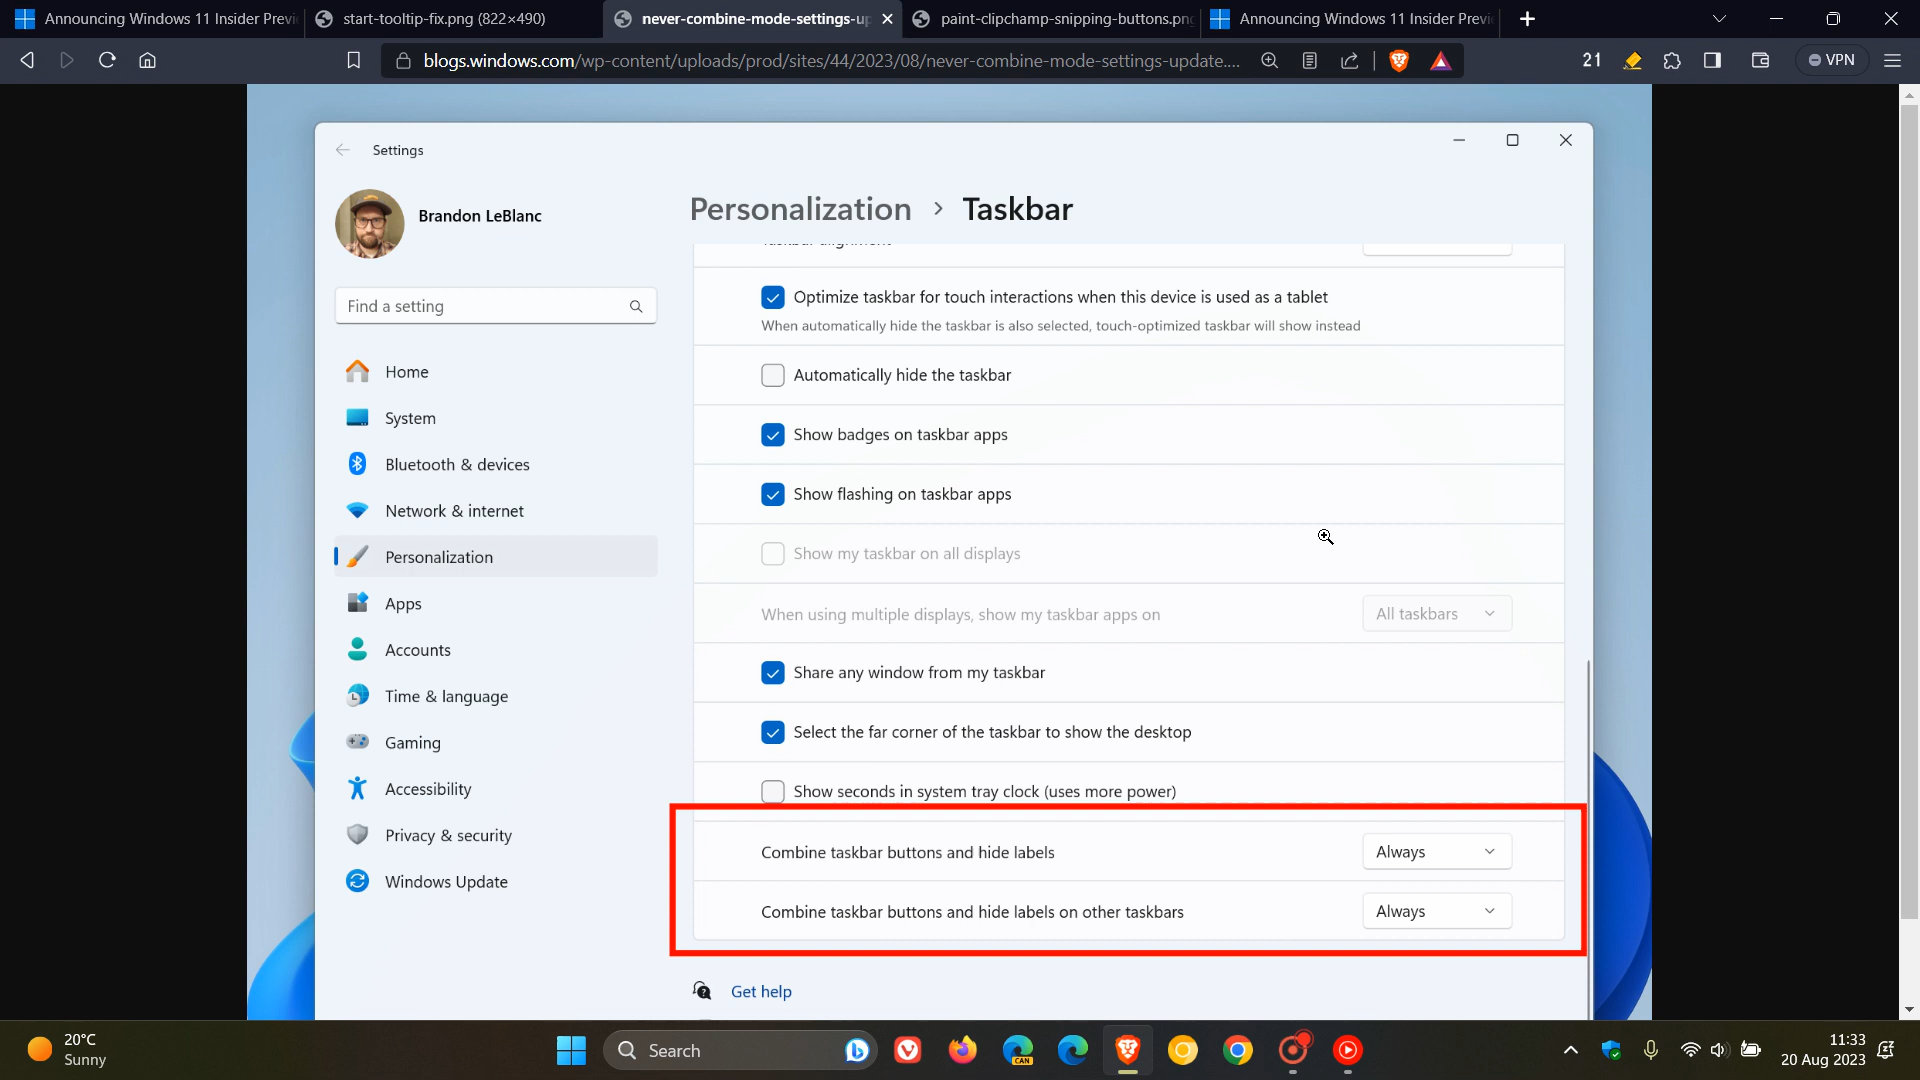 Announcing Windows 11 Insider Previ
start-tooltip-fix.png (822×490)
never-combine-mode-settings-up
paint-clipchamp-snipping-buttons.png
Announcing Windows 11 Insider Previ
blogs.windows.com/wp-content/uploads/prod/sites/44/2023/08/never-combine-mode-settings-update....
21
VPN
Settings
Brandon LeBlanc
Find a setting
Home
System
Bluetooth & devices
Network & internet
Personalization
Apps
Accounts
Time & language
Gaming
Accessibility
Privacy & security
Windows Update
Personalization > Taskbar
Taskbar alignment
Optimize taskbar for touch interactions when this device is used as a tablet
When automatically hide the taskbar is also selected, touch-optimized taskbar will show instead
Automatically hide the taskbar
Show badges on taskbar apps
Show flashing on taskbar apps
Show my taskbar on all displays
When using multiple displays, show my taskbar apps on All taskbars
Share any window from my taskbar
Select the far corner of the taskbar to show the desktop
Show seconds in system tray clock (uses more power)
Combine taskbar buttons and hide labels Always
Combine taskbar buttons and hide labels on other taskbars Always
Get help
20°C
Sunny
Search
CAN
11:33
20 Aug 2023